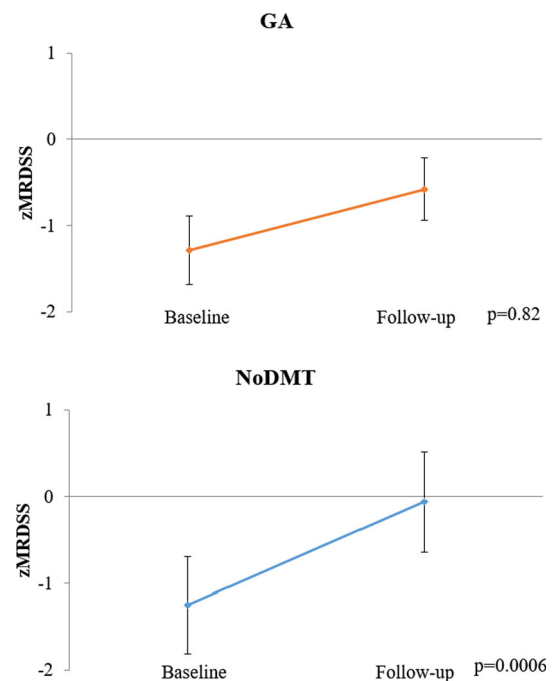 GA
1
0
-1
-2
zMRDSS
Baseline
Follow-up
p=0.82
NoDMT
1
0
-1
-2
zMRDSS
Baseline
Follow-up
p=0.0006